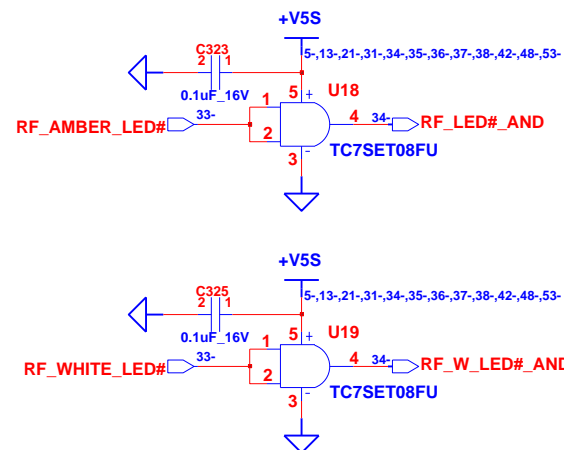 +V5S
C323
2 1
5-,13-,21-,31-,34-,35-,36-,37-,38-,42-,48-,53-
0.1uF_16V
5 + U18
1
RF_AMBER_LED# 33-
2
4 34- RF_LED#_AND
3 -
TC7SET08FU
+V5S
C325
2 1
5-,13-,21-,31-,34-,35-,36-,37-,38-,42-,48-,53-
0.1uF_16V
5 + U19
1
RF_WHITE_LED# 33-
2
4 34- RF_W_LED#_AND
3 -
TC7SET08FU